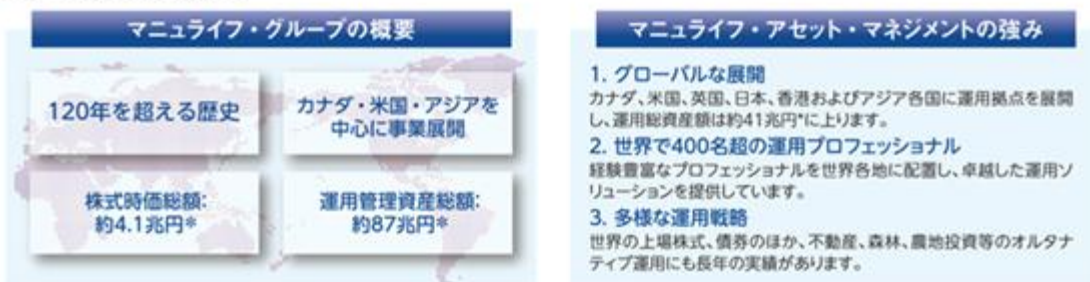 マニュライフ・グループの概要
120年を超える歴史
カナダ・米国・アジアを
中心に事業展開
株式時価総額:
約4.1兆円*
運用管理資産総額:
約87兆円*
マニュライフ・アセット・マネジメントの強み
1. グローバルな展開
カナダ、米国、英国、日本、香港およびアジア各国に運用拠点を展開
し、運用総資産額は約41兆円*に上ります。
2. 世界で400名超の運用プロフェッショナル
経験豊富なプロフェッショナルを世界各地に配置し、卓越した運用ソ
リューションを提供しています。
3. 多様な運用戦略
世界の上場株式、債券のほか、不動産、森林、農地投資等のオルタナ
ティブ運用にも長年の実績があります。